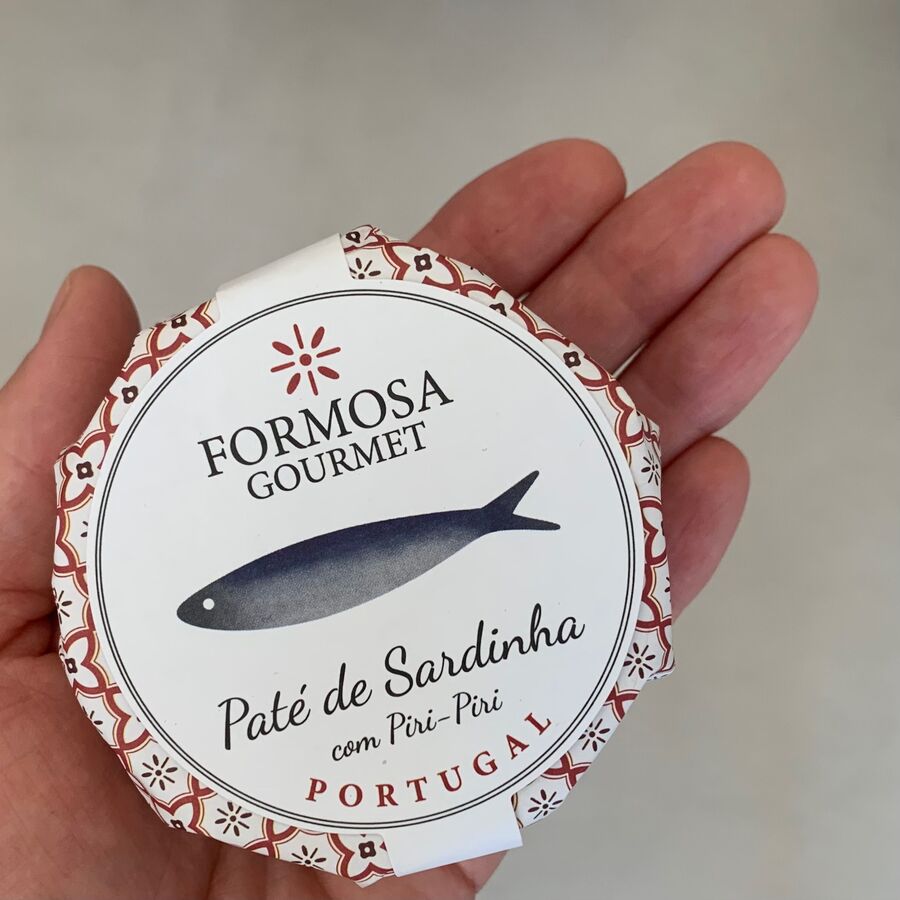 FORMOSA
GOURMET
Paté de Sardinha
com Piri-Piri
PORTUGAL